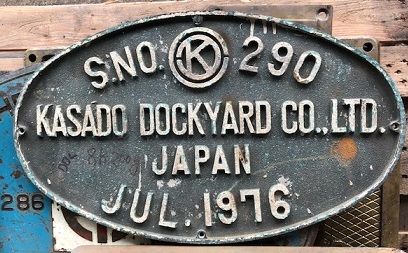 S.NO. K 290
KASADO DOCKYARD CO., LTD.
JAPAN
JUL. 1976
286